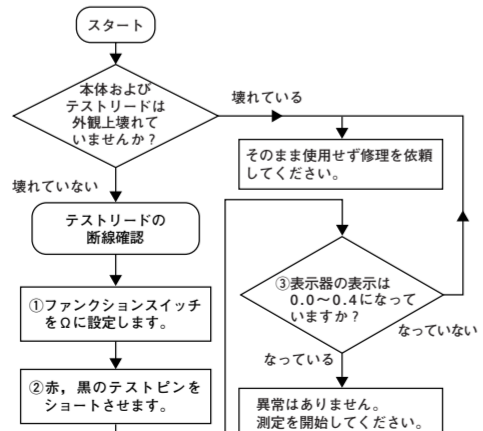 スタート
本体および
テストリードは
外観上壊れて
いませんか？
壊れている
そのまま使用せず修理を依頼
してください。
壊れていない
テストリードの
断線確認
①ファンクションスイッチ
をΩに設定します。
②赤，黒のテストピンを
ショートさせます。
③表示器の表示は
0.0～0.4になって
いますか？
なっていない
なっている
異常はありません。
測定を開始してください。